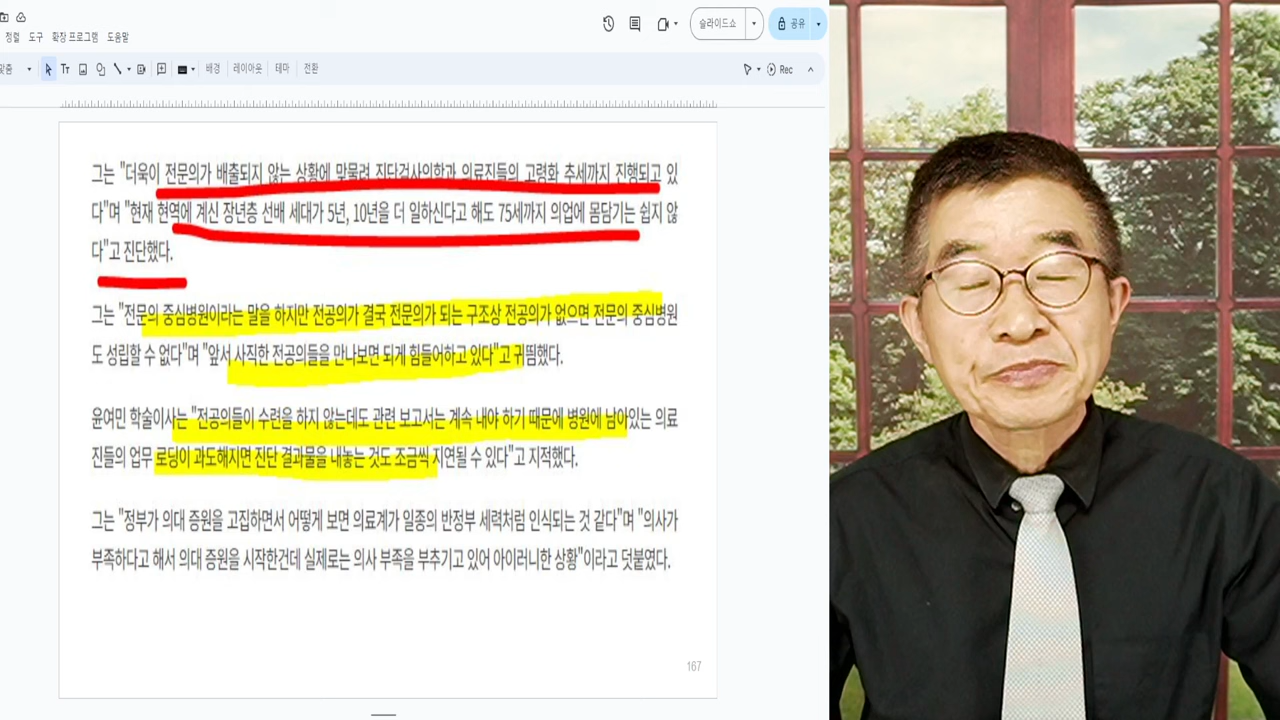 정렬 도구 확장 프로그램 도움말
슬라이드쇼
공유
맞춤
Tт
배경 레이아웃 테마 전환
Rec
그는 "더욱이 전문의가 배출되지 않는 상황에 맞물려 진단검사의학과 의료진들의 고령화 추세까지 진행되고 있
다"며 "현재 현역에 계신 장년층 선배 세대가 5년, 10년을 더 일하신다고 해도 75세까지 의업에 몸담기는 쉽지 않
다"고 진단했다.
그는 "전문의 중심병원이라는 말을 하지만 전공의가 결국 전문의가 되는 구조상 전공의가 없으면 전문의 중심병원
도 성립할 수 없다"며 "앞서 사직한 전공의들을 만나보면 되게 힘들어하고 있다"고 귀띔했다.
윤여민 학술이사는 "전공의들이 수련을 하지 않는데도 관련 보고서는 계속 내야 하기 때문에 병원에 남아있는 의료
진들의 업무 로딩이 과도해지면 진단 결과물을 내놓는 것도 조금씩 지연될 수 있다"고 지적했다.
그는 "정부가 의대 증원을 고집하면서 어떻게 보면 의료계가 일종의 반정부 세력처럼 인식되는 것 같다"며 "의사가
부족하다고 해서 의대 증원을 시작한건데 실제로는 의사 부족을 부추기고 있어 아이러니한 상황"이라고 덧붙였다.
167